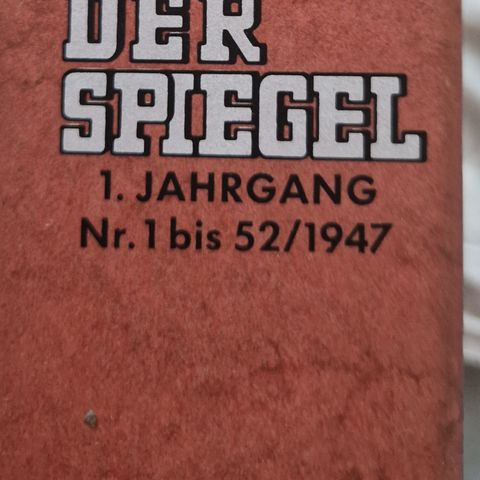 DER
SPIEGEL
1. JAHRGANG
Nr. 1 bis 52/1947